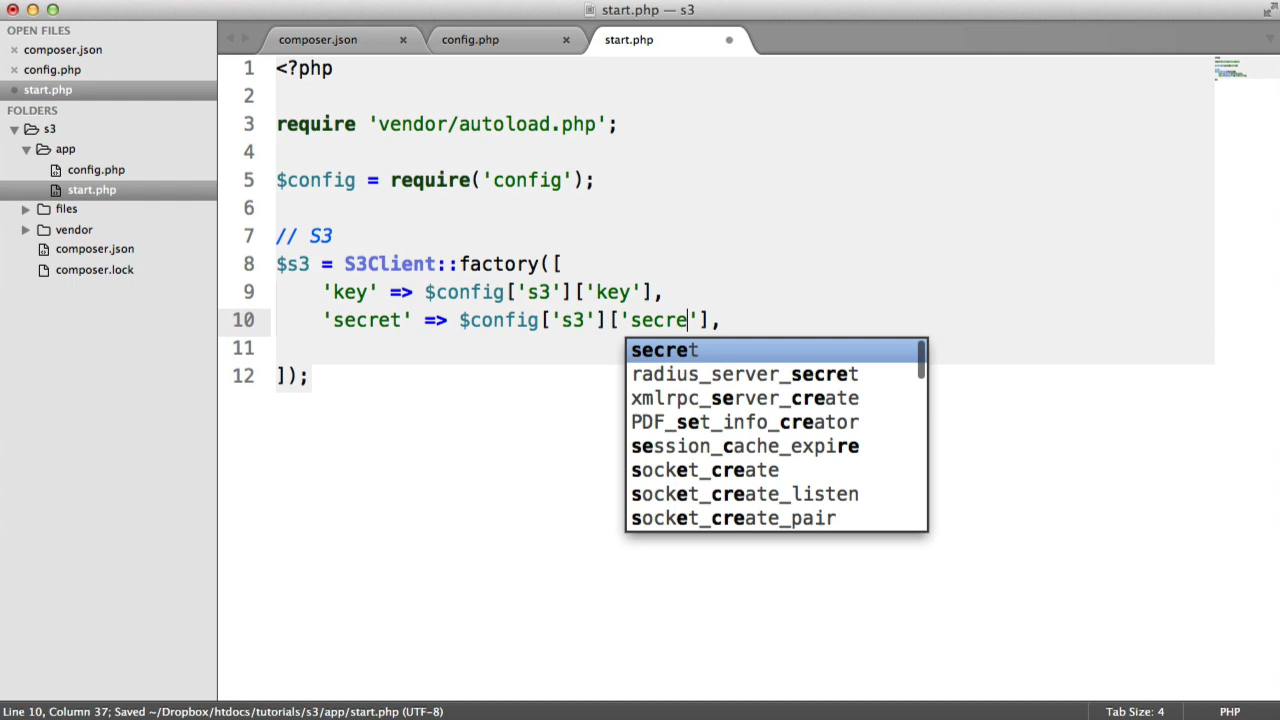 start.php — s3
OPEN FILES
composer.json
config.php
start.php
FOLDERS
s3
app
config.php
start.php
files
vendor
composer.json
composer.lock
composer.json
config.php
start.php
1 <?php
2
3 require 'vendor/autoload.php';
4
5 $config = require('config');
6
7 // S3
8 $s3 = S3Client::factory([
9 'key' => $config['s3']['key'],
10 'secret' => $config['s3']['secre'],
11
12 ]);
secret
radius_server_secret
xmlrpc_server_create
PDF_set_info_creator
session_cache_expire
socket_create
socket_create_listen
socket_create_pair
Line 10, Column 37; Saved ~/Dropbox/htdocs/tutorials/s3/app/start.php (UTF-8)
Tab Size: 4
PHP